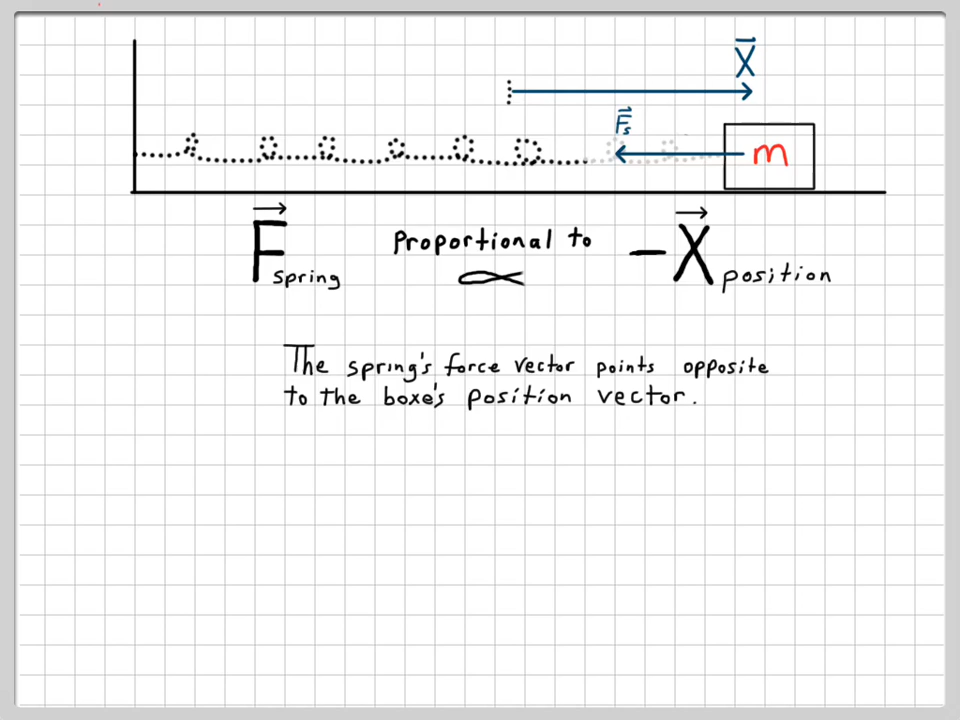 X
Fs
m
F spring proportional to ∝ -X position
The spring's force vector points opposite
to the boxe's position vector.